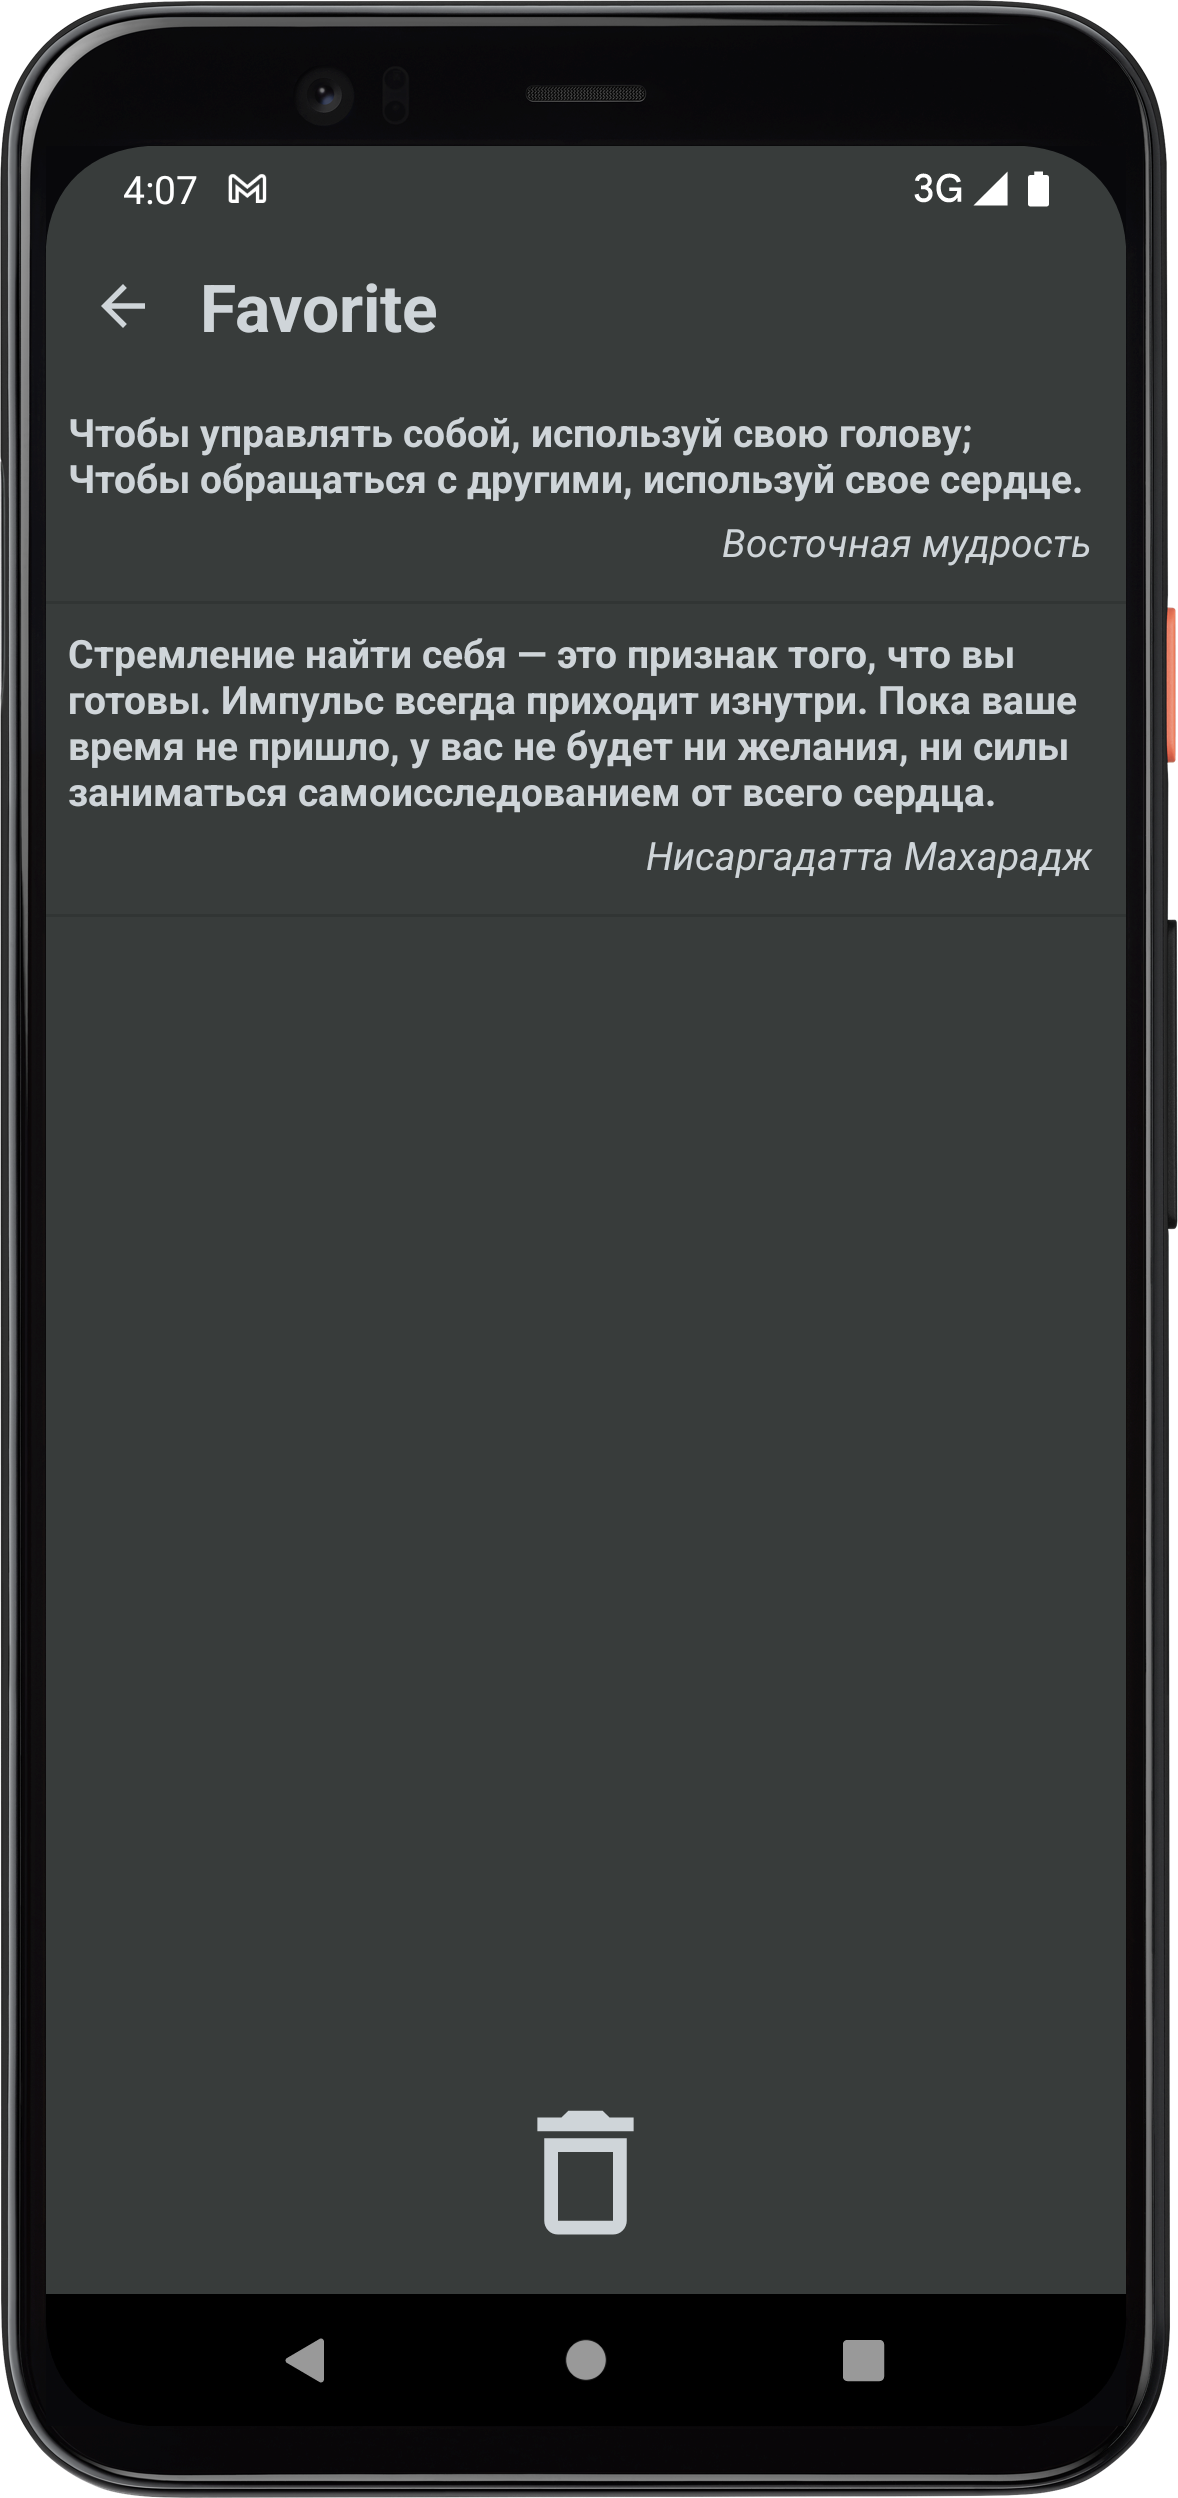 4:07
3G
Favorite
Чтобы управлять собой, используй свою голову;
Чтобы обращаться с другими, используй свое сердце.
Восточная мудрость
Стремление найти себя — это признак того, что вы
готовы. Импульс всегда приходит изнутри. Пока ваше
время не пришло, у вас не будет ни желания, ни силы
заниматься самоисследованием от всего сердца.
Нисаргадатта Махарадж